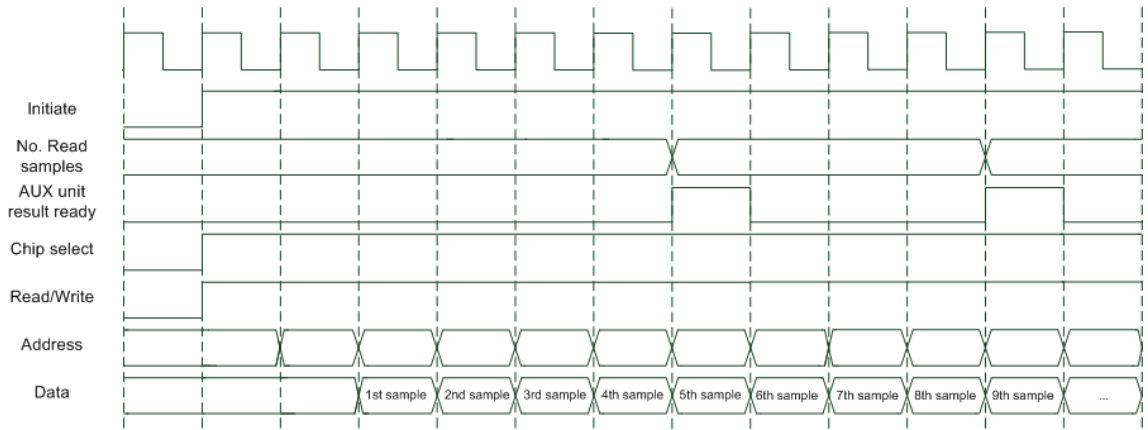 Initiate
No. Read
samples
AUX unit
result ready
Chip select
Read/Write
Address
Data
1st sample
2nd sample
3rd sample
4th sample
5th sample
6th sample
7th sample
8th sample
9th sample
...